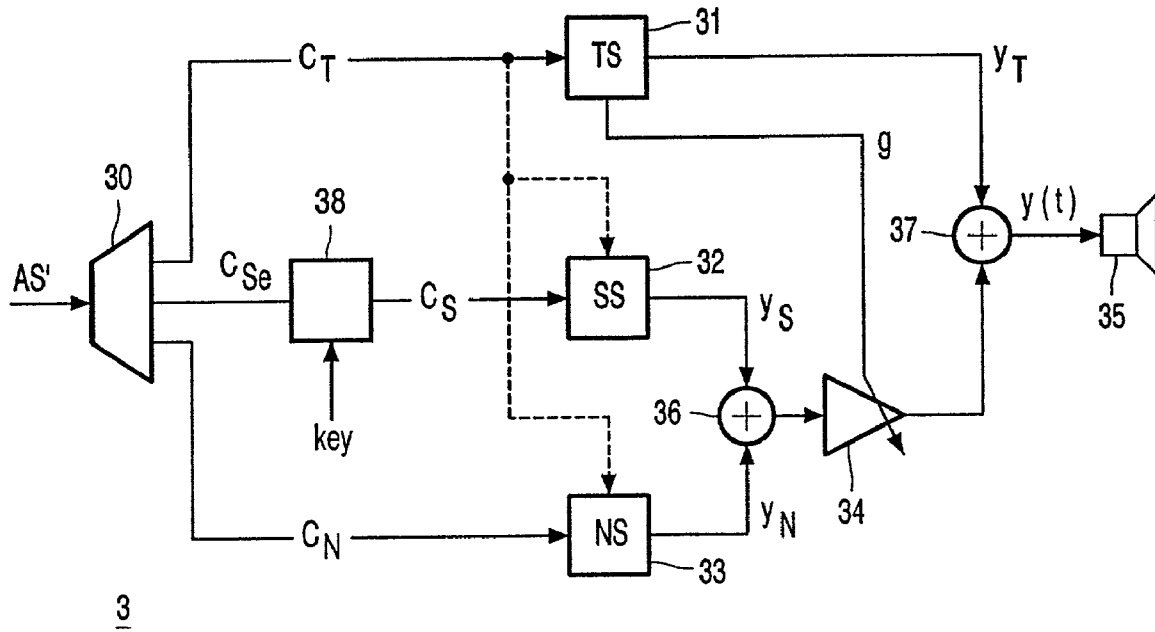 31
C_T
TS
y_T
g
30
38
y(t)
37
AS'
C_Se
C_S
32
SS
y_S
35
36
key
34
y_N
C_N
NS
33
3